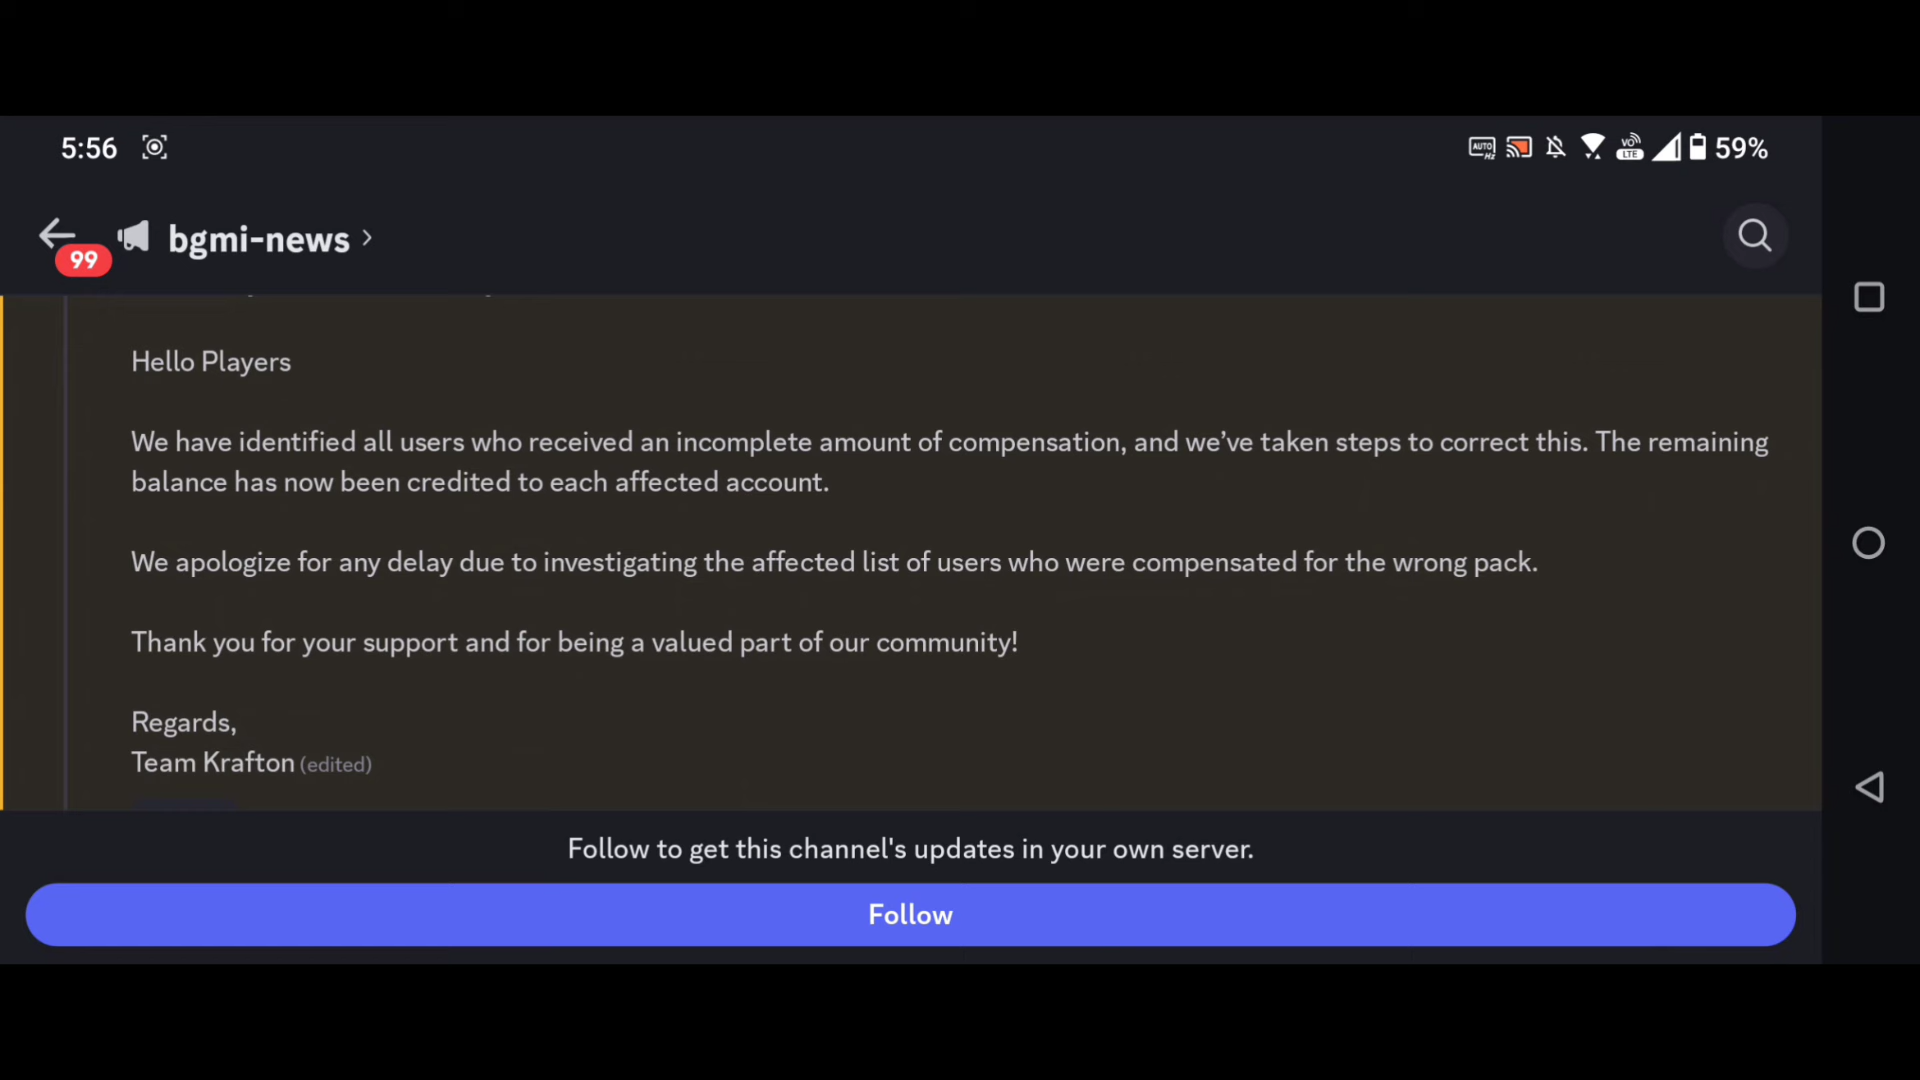 5:56
AUTO Hz
VO LTE
59%
99
bgmi-news
Hello Players
We have identified all users who received an incomplete amount of compensation, and we’ve taken steps to correct this. The remaining
balance has now been credited to each affected account.
We apologize for any delay due to investigating the affected list of users who were compensated for the wrong pack.
Thank you for your support and for being a valued part of our community!
Regards,
Team Krafton (edited)
Follow to get this channel's updates in your own server.
Follow